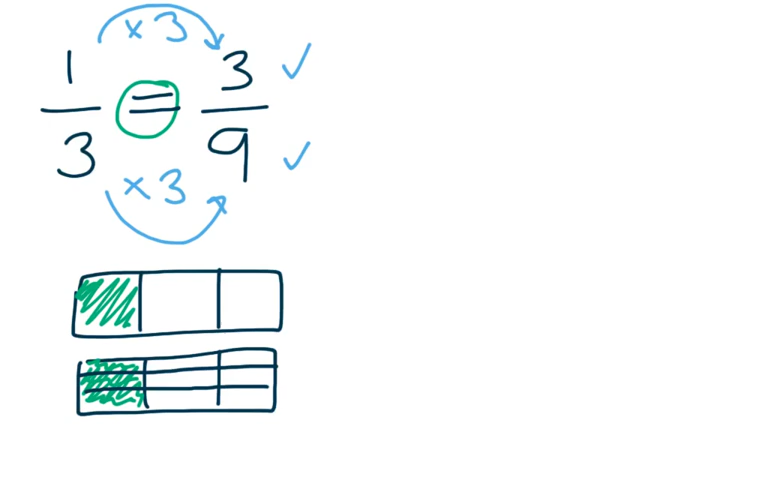 × 3
1/3 = 3/9 ✓ ✓
× 3